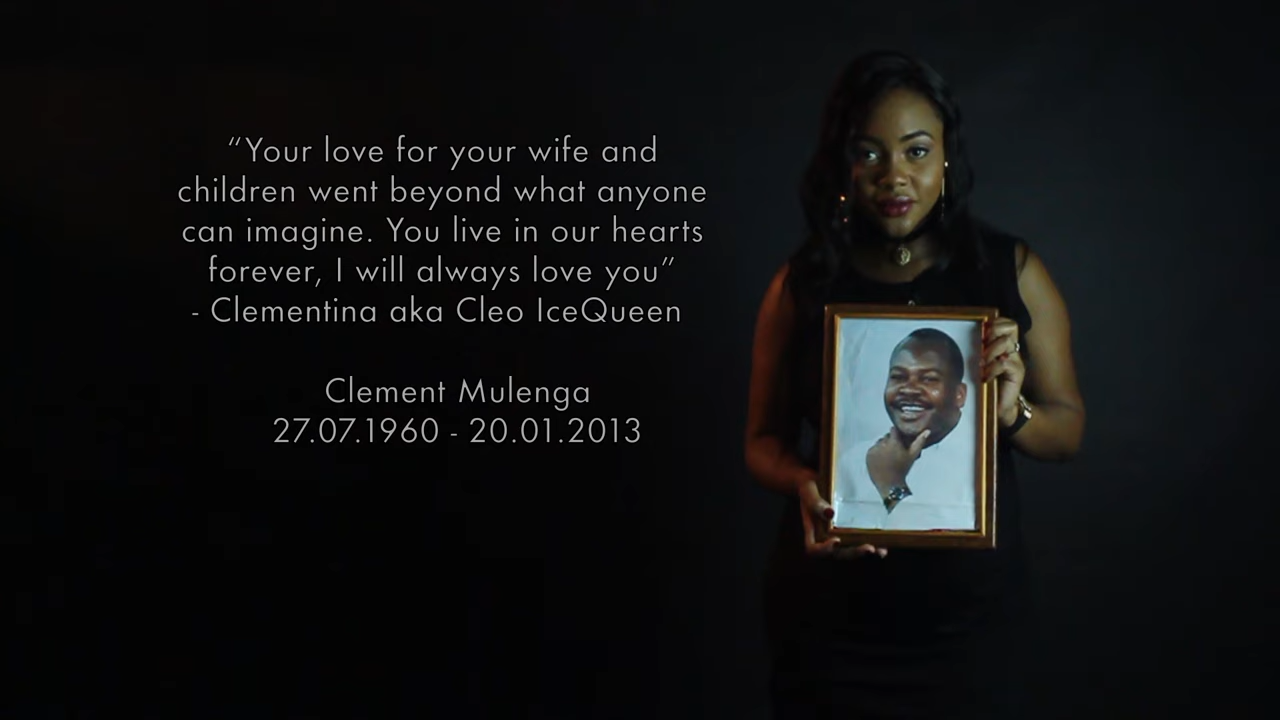 “Your love for your wife and
children went beyond what anyone
can imagine. You live in our hearts
forever, I will always love you”
- Clementina aka Cleo IceQueen
Clement Mulenga
27.07.1960 - 20.01.2013